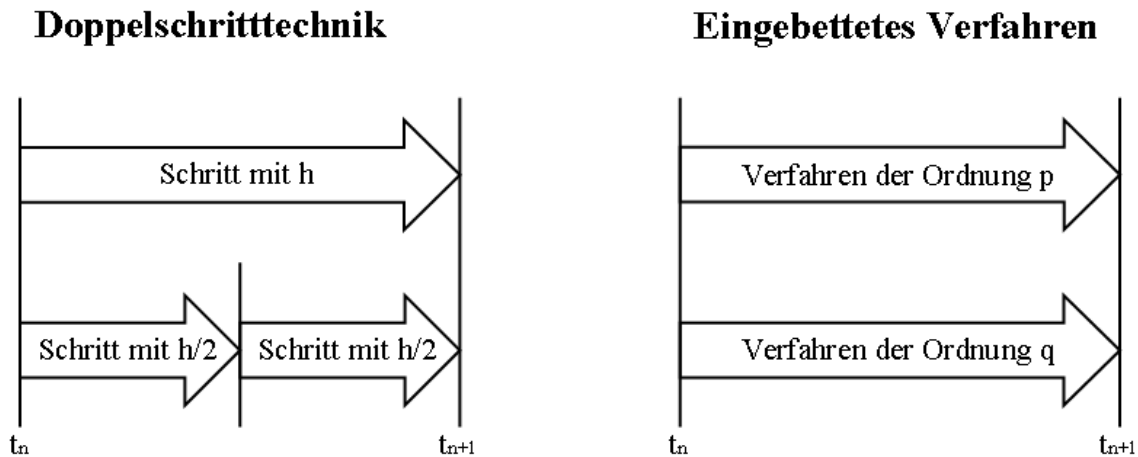 Doppelschritttechnik
Schritt mit h
Schritt mit h/2 Schritt mit h/2
tn tn+1
Eingebettetes Verfahren
Verfahren der Ordnung p
Verfahren der Ordnung q
tn tn+1